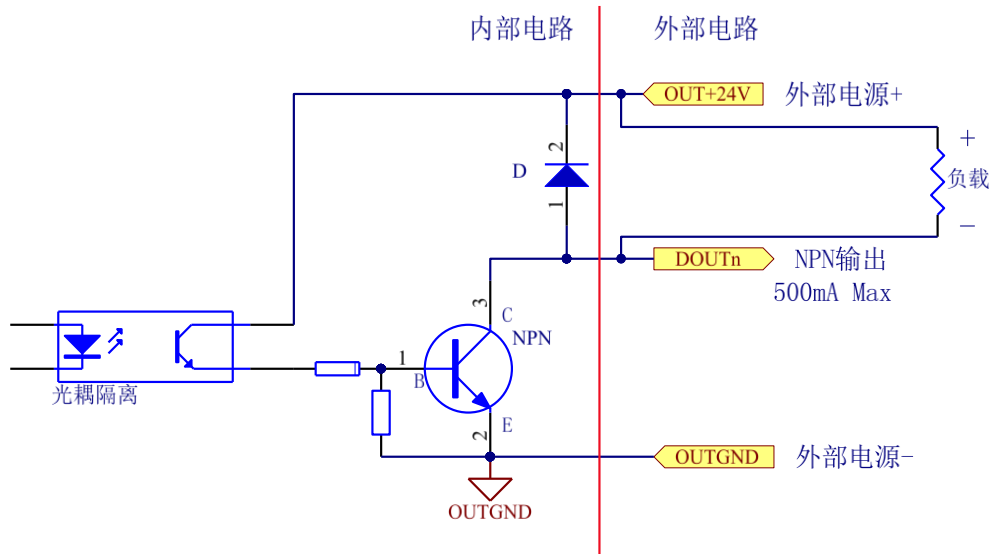 内部电路
外部电路
OUT+24V
外部电源+
2
D
1
+
负载
-
DOUTn
NPN输出
500mA Max
3
C
NPN
光耦隔离
1
B
E
2
OUTGND
外部电源-
OUTGND